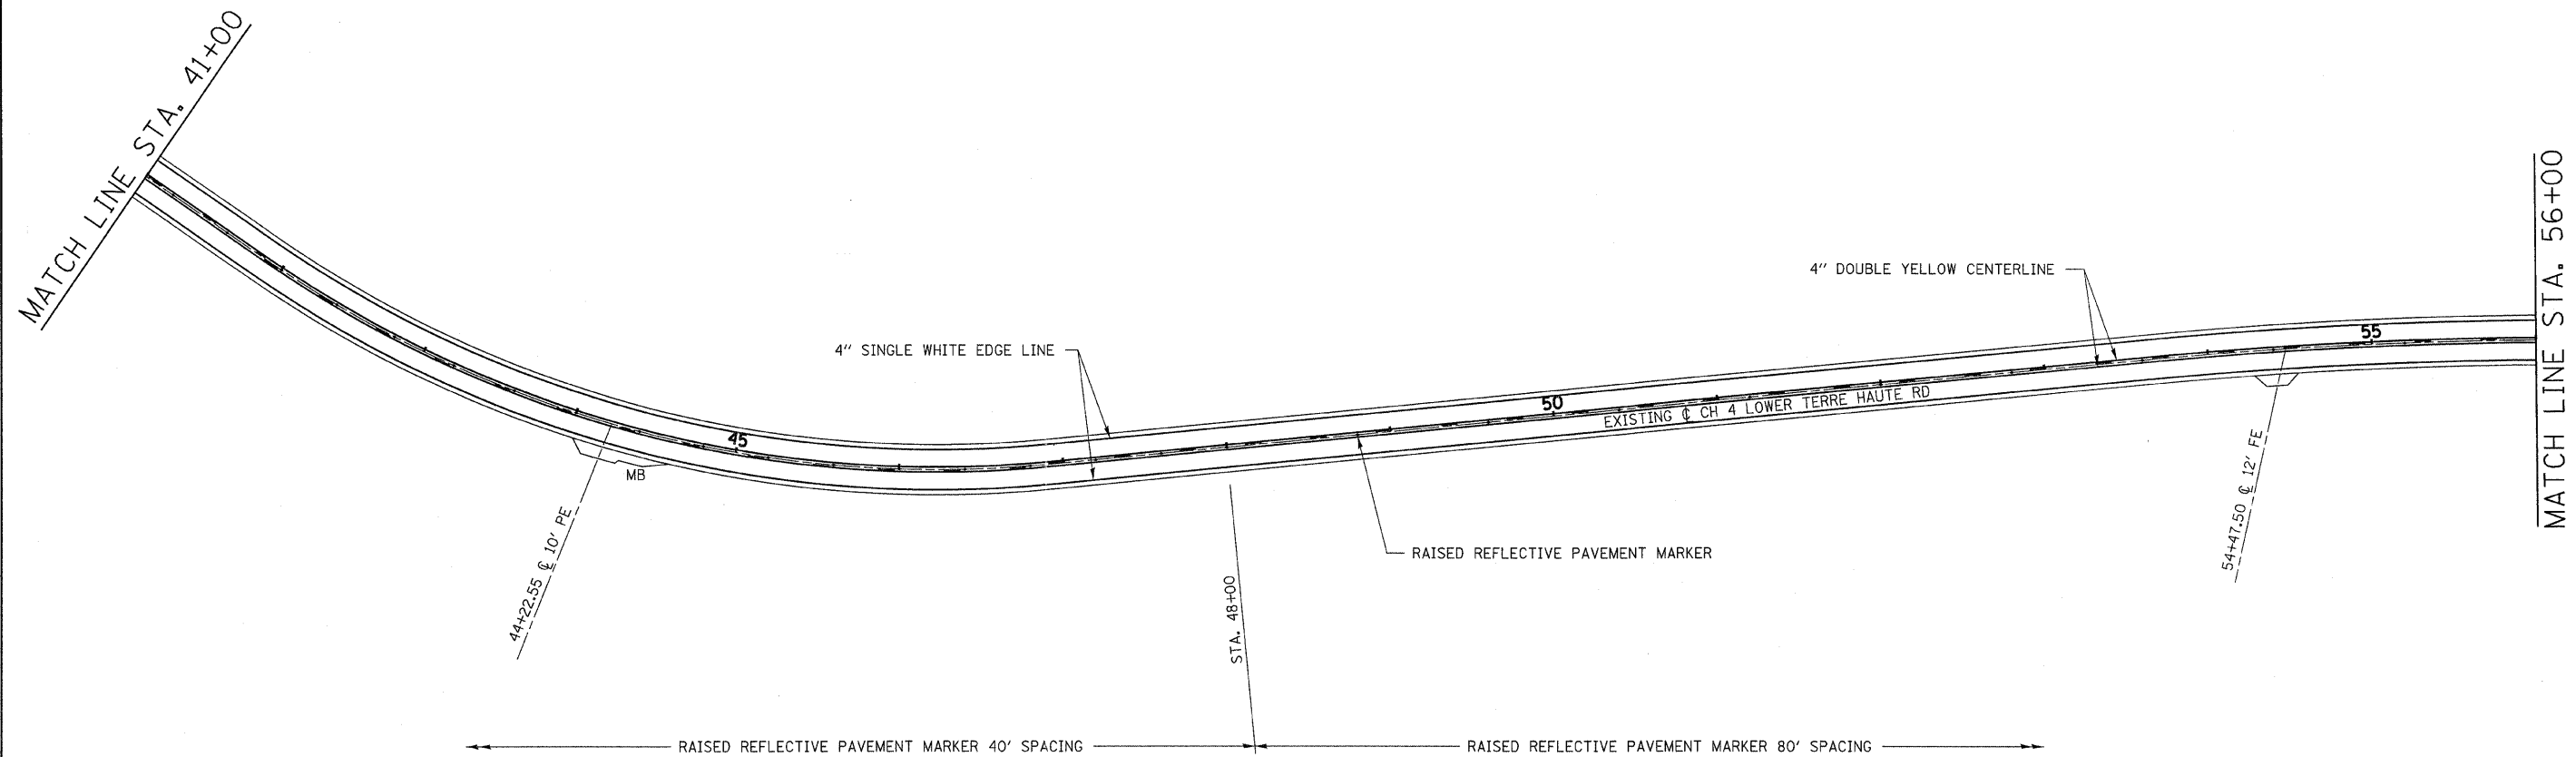 MATCH LINE STA. 41+00
4" SINGLE WHITE EDGE LINE
4" DOUBLE YELLOW CENTERLINE
MATCH LINE STA. 56+00
45
50
55
EXISTING ℄ CH 4 LOWER TERRE HAUTE RD
MB
44+22.55 ℄ 10' PE
54+47.50 ℄ 12' FE
RAISED REFLECTIVE PAVEMENT MARKER
STA. 48+00
RAISED REFLECTIVE PAVEMENT MARKER 40' SPACING
RAISED REFLECTIVE PAVEMENT MARKER 80' SPACING